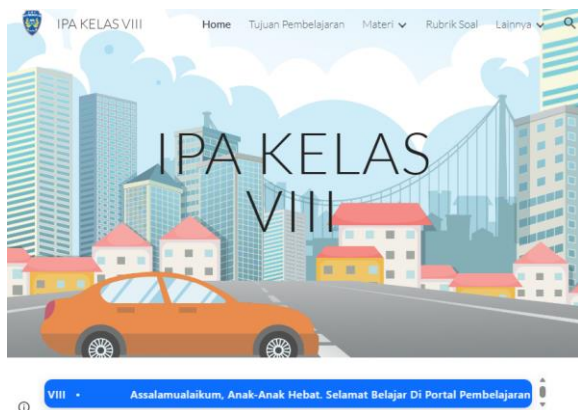 IPA KELAS VIII Home Tujuan Pembelajaran Materi Rubrik Soal Lainnya
IPA KELAS
VIII
VIII • Assalamualaikum, Anak-Anak Hebat. Selamat Belajar Di Portal Pembelajaran